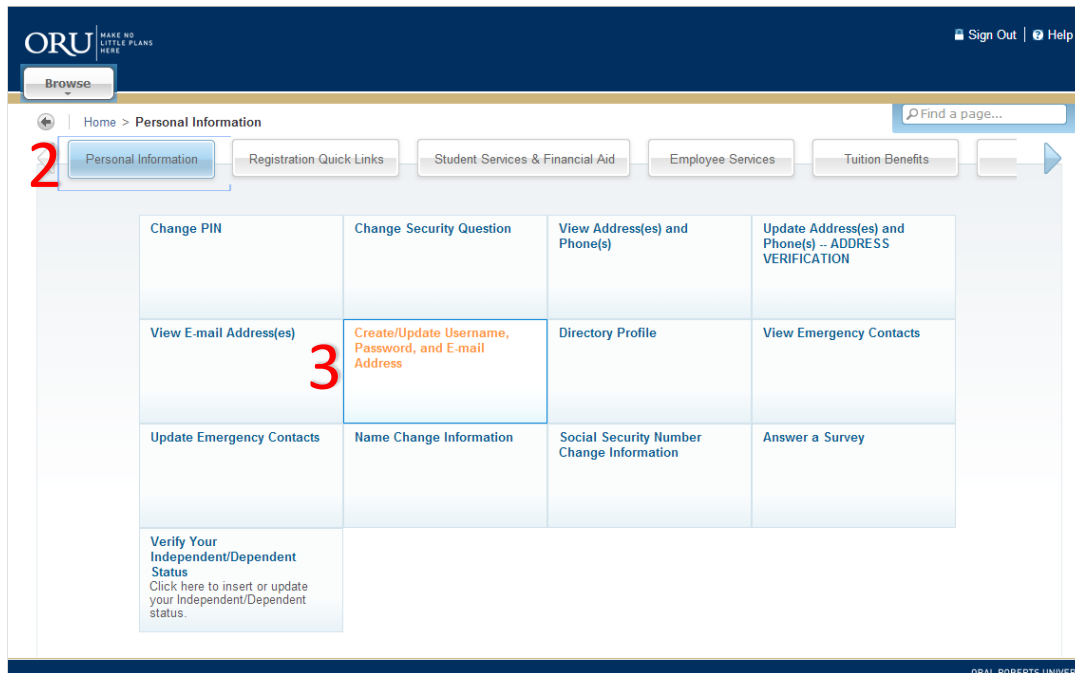 ORU MAKE NO
LITTLE PLANS
HERE
Sign Out | Help
Browse
Home > Personal Information
Find a page...
2
Personal Information
Registration Quick Links
Student Services & Financial Aid
Employee Services
Tuition Benefits
Change PIN
Change Security Question
View Address(es) and
Phone(s)
Update Address(es) and
Phone(s) -- ADDRESS
VERIFICATION
View E-mail Address(es)
3
Create/Update Username,
Password, and E-mail
Address
Directory Profile
View Emergency Contacts
Update Emergency Contacts
Name Change Information
Social Security Number
Change Information
Answer a Survey
Verify Your
Independent/Dependent
Status
Click here to insert or update
your Independent/Dependent
status.
ORAL ROBERTS UNIVER